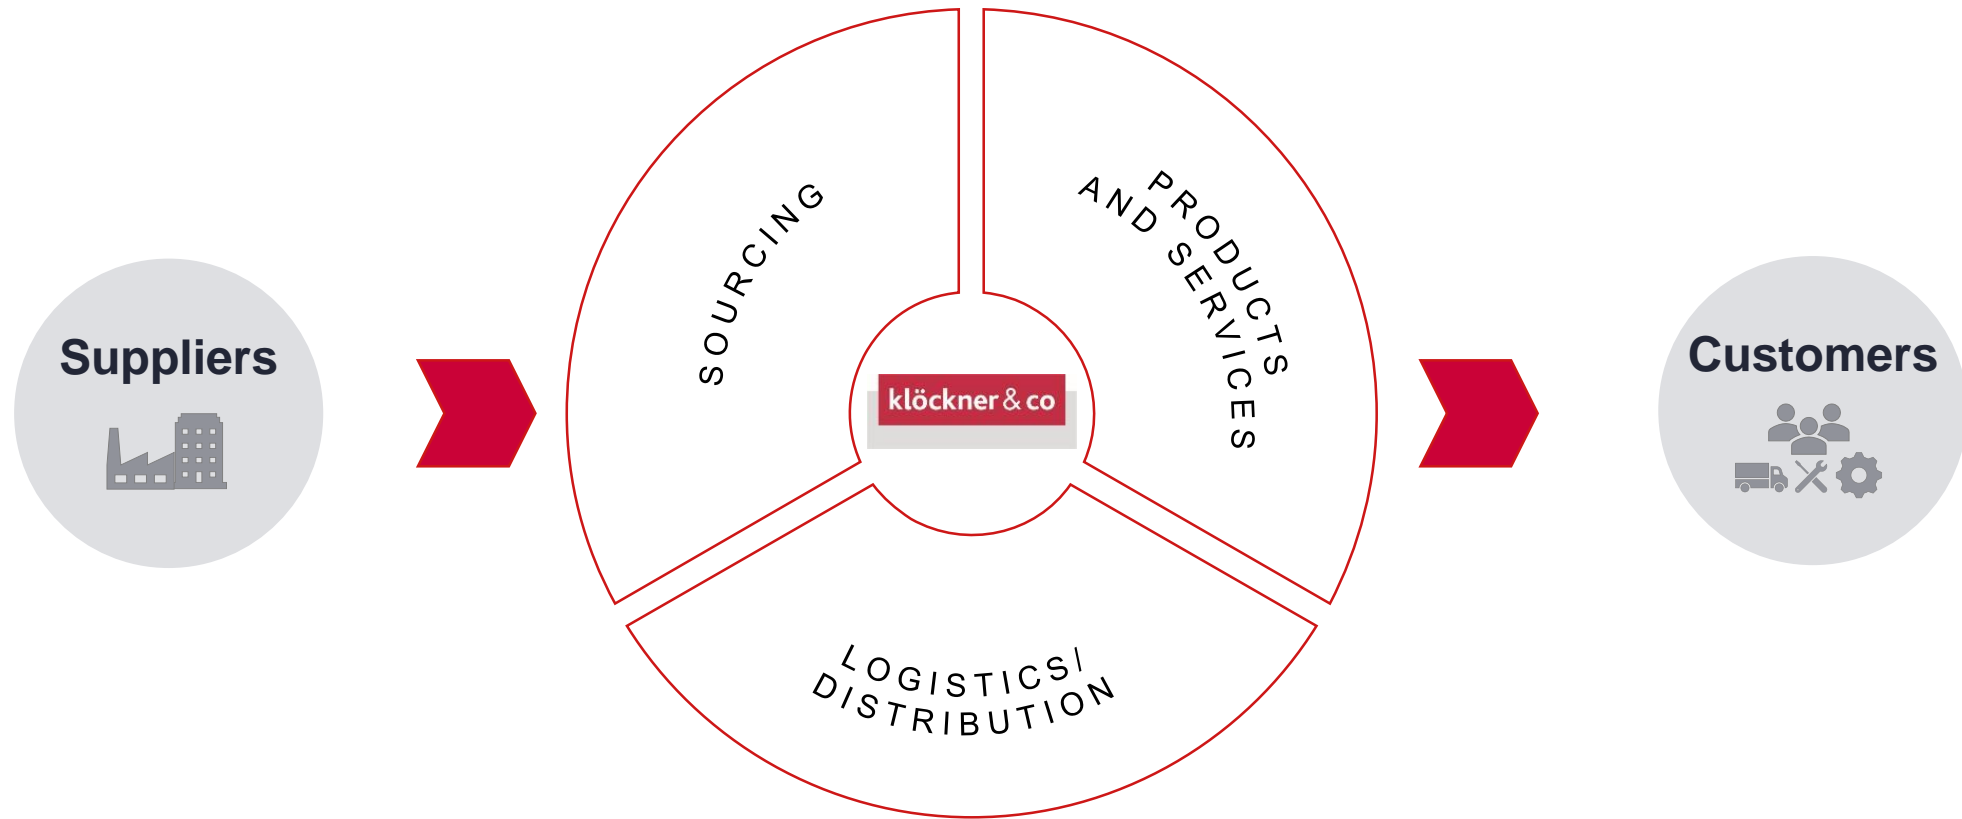 Suppliers
SOURCING
PRODUCTS
AND SERVICES
klöckner & co
LOGISTICS/
DISTRIBUTION
Customers